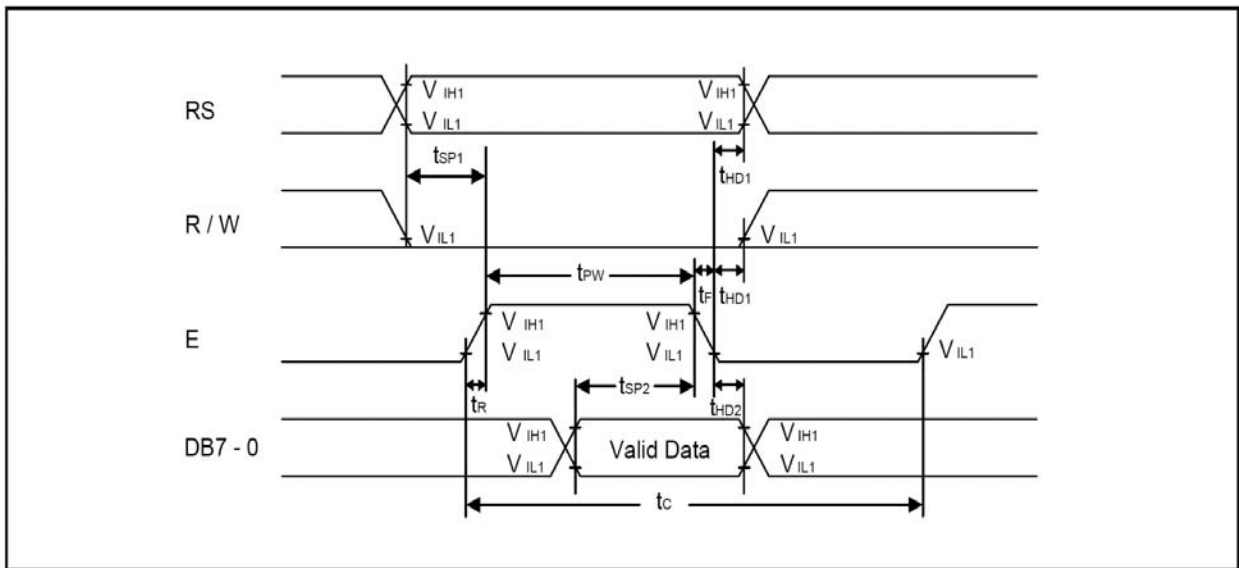 RS
V IH1
V IH1
V IL1
V IL1
tSP1
tHD1
R / W
VIL1
V IL1
tPW
tF
tHD1
E
V IH1
V IH1
V IL1
V IL1
V IL1
tSP2
tR
tHD2
DB7 - 0
V IH1
Valid Data
V IH1
V IL1
V IL1
tC